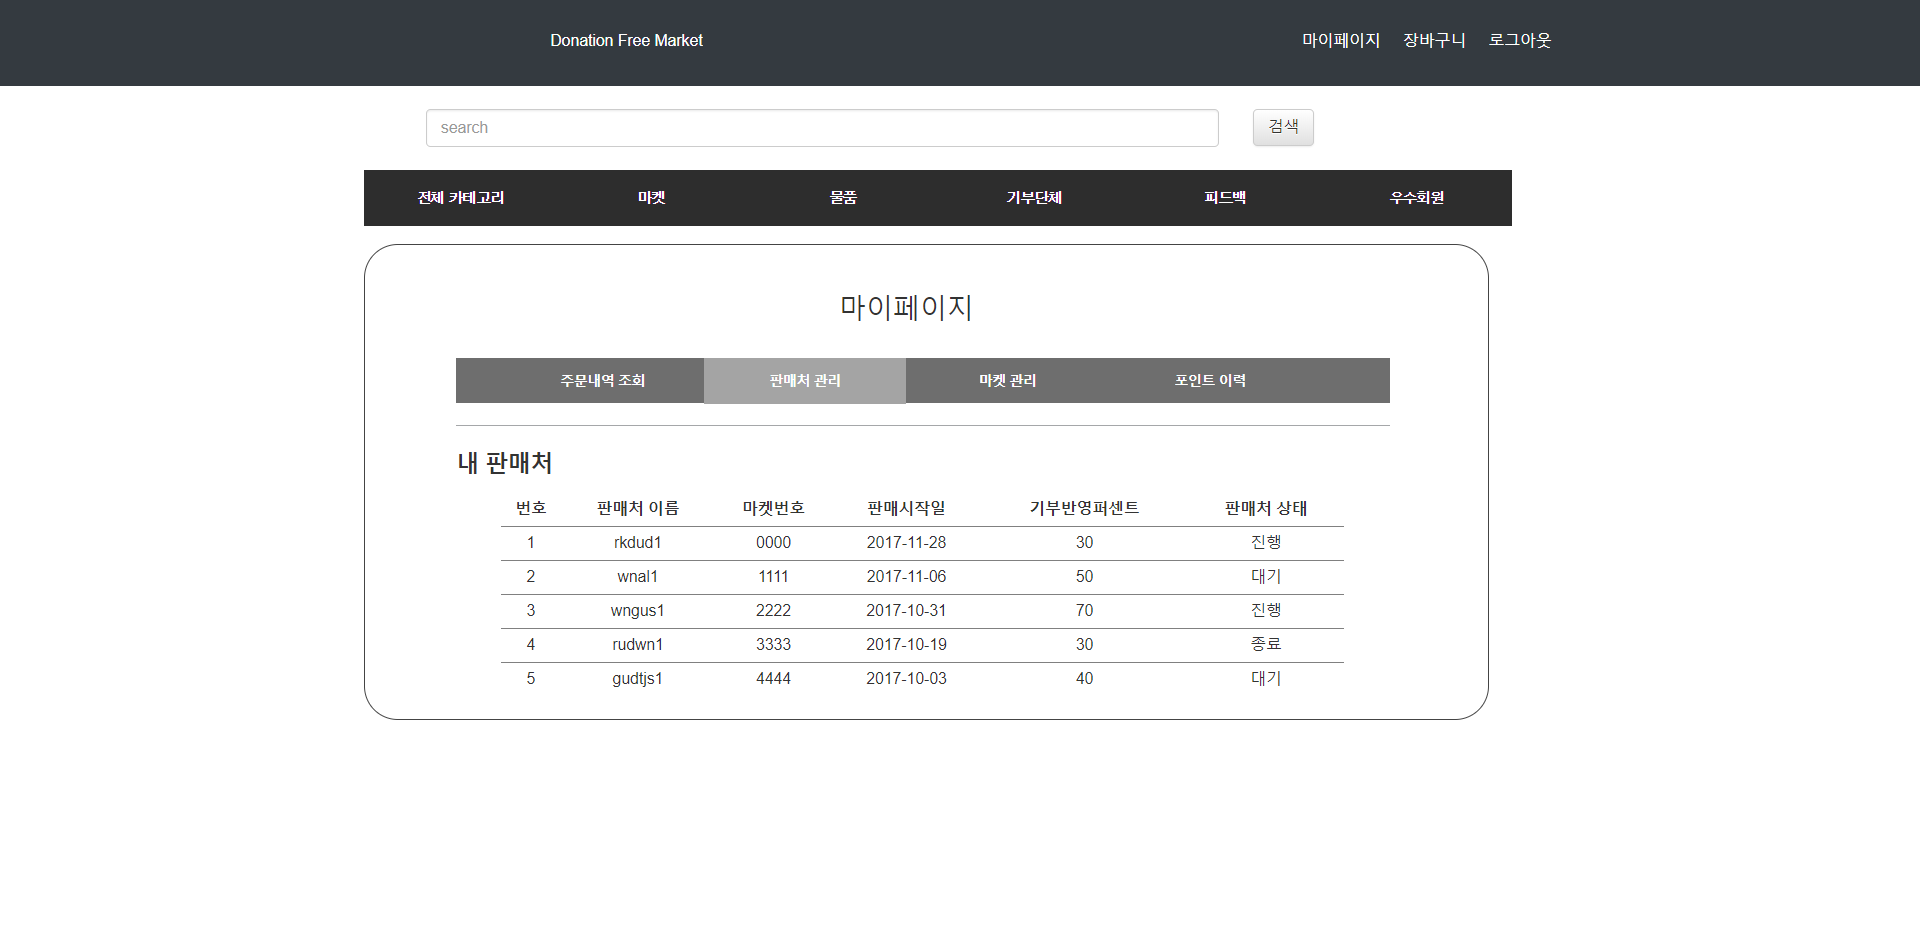 Donation Free Market 마이페이지 장바구니 로그아웃
search 검색
전체 카테고리 마켓 물품 기부단체 피드백 우수회원
마이페이지
주문내역 조회 판매처 관리 마켓 관리 포인트 이력
내 판매처
번호 판매처 이름 마켓번호 판매시작일 기부반영퍼센트 판매처 상태
1 rkdud1 0000 2017-11-28 30 진행
2 wnal1 1111 2017-11-06 50 대기
3 wngus1 2222 2017-10-31 70 진행
4 rudwn1 3333 2017-10-19 30 종료
5 gudtjs1 4444 2017-10-03 40 대기